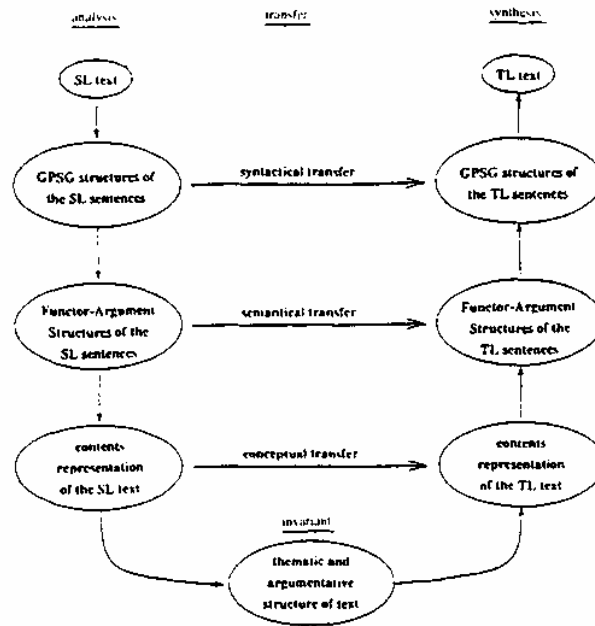 analysis
transfer
synthesis
SL text
TL text
GPSG structures of
the SL sentences
syntactical transfer
GPSG structures of
the TL sentences
Functor-Argument
Structures of the
SL sentences
semantical transfer
Functor-Argument
Structures of the
TL sentences
contents
representation
of the SL text
conceptual transfer
contents
representation
of the TL text
invariant
thematic and
argumentative
structure of text